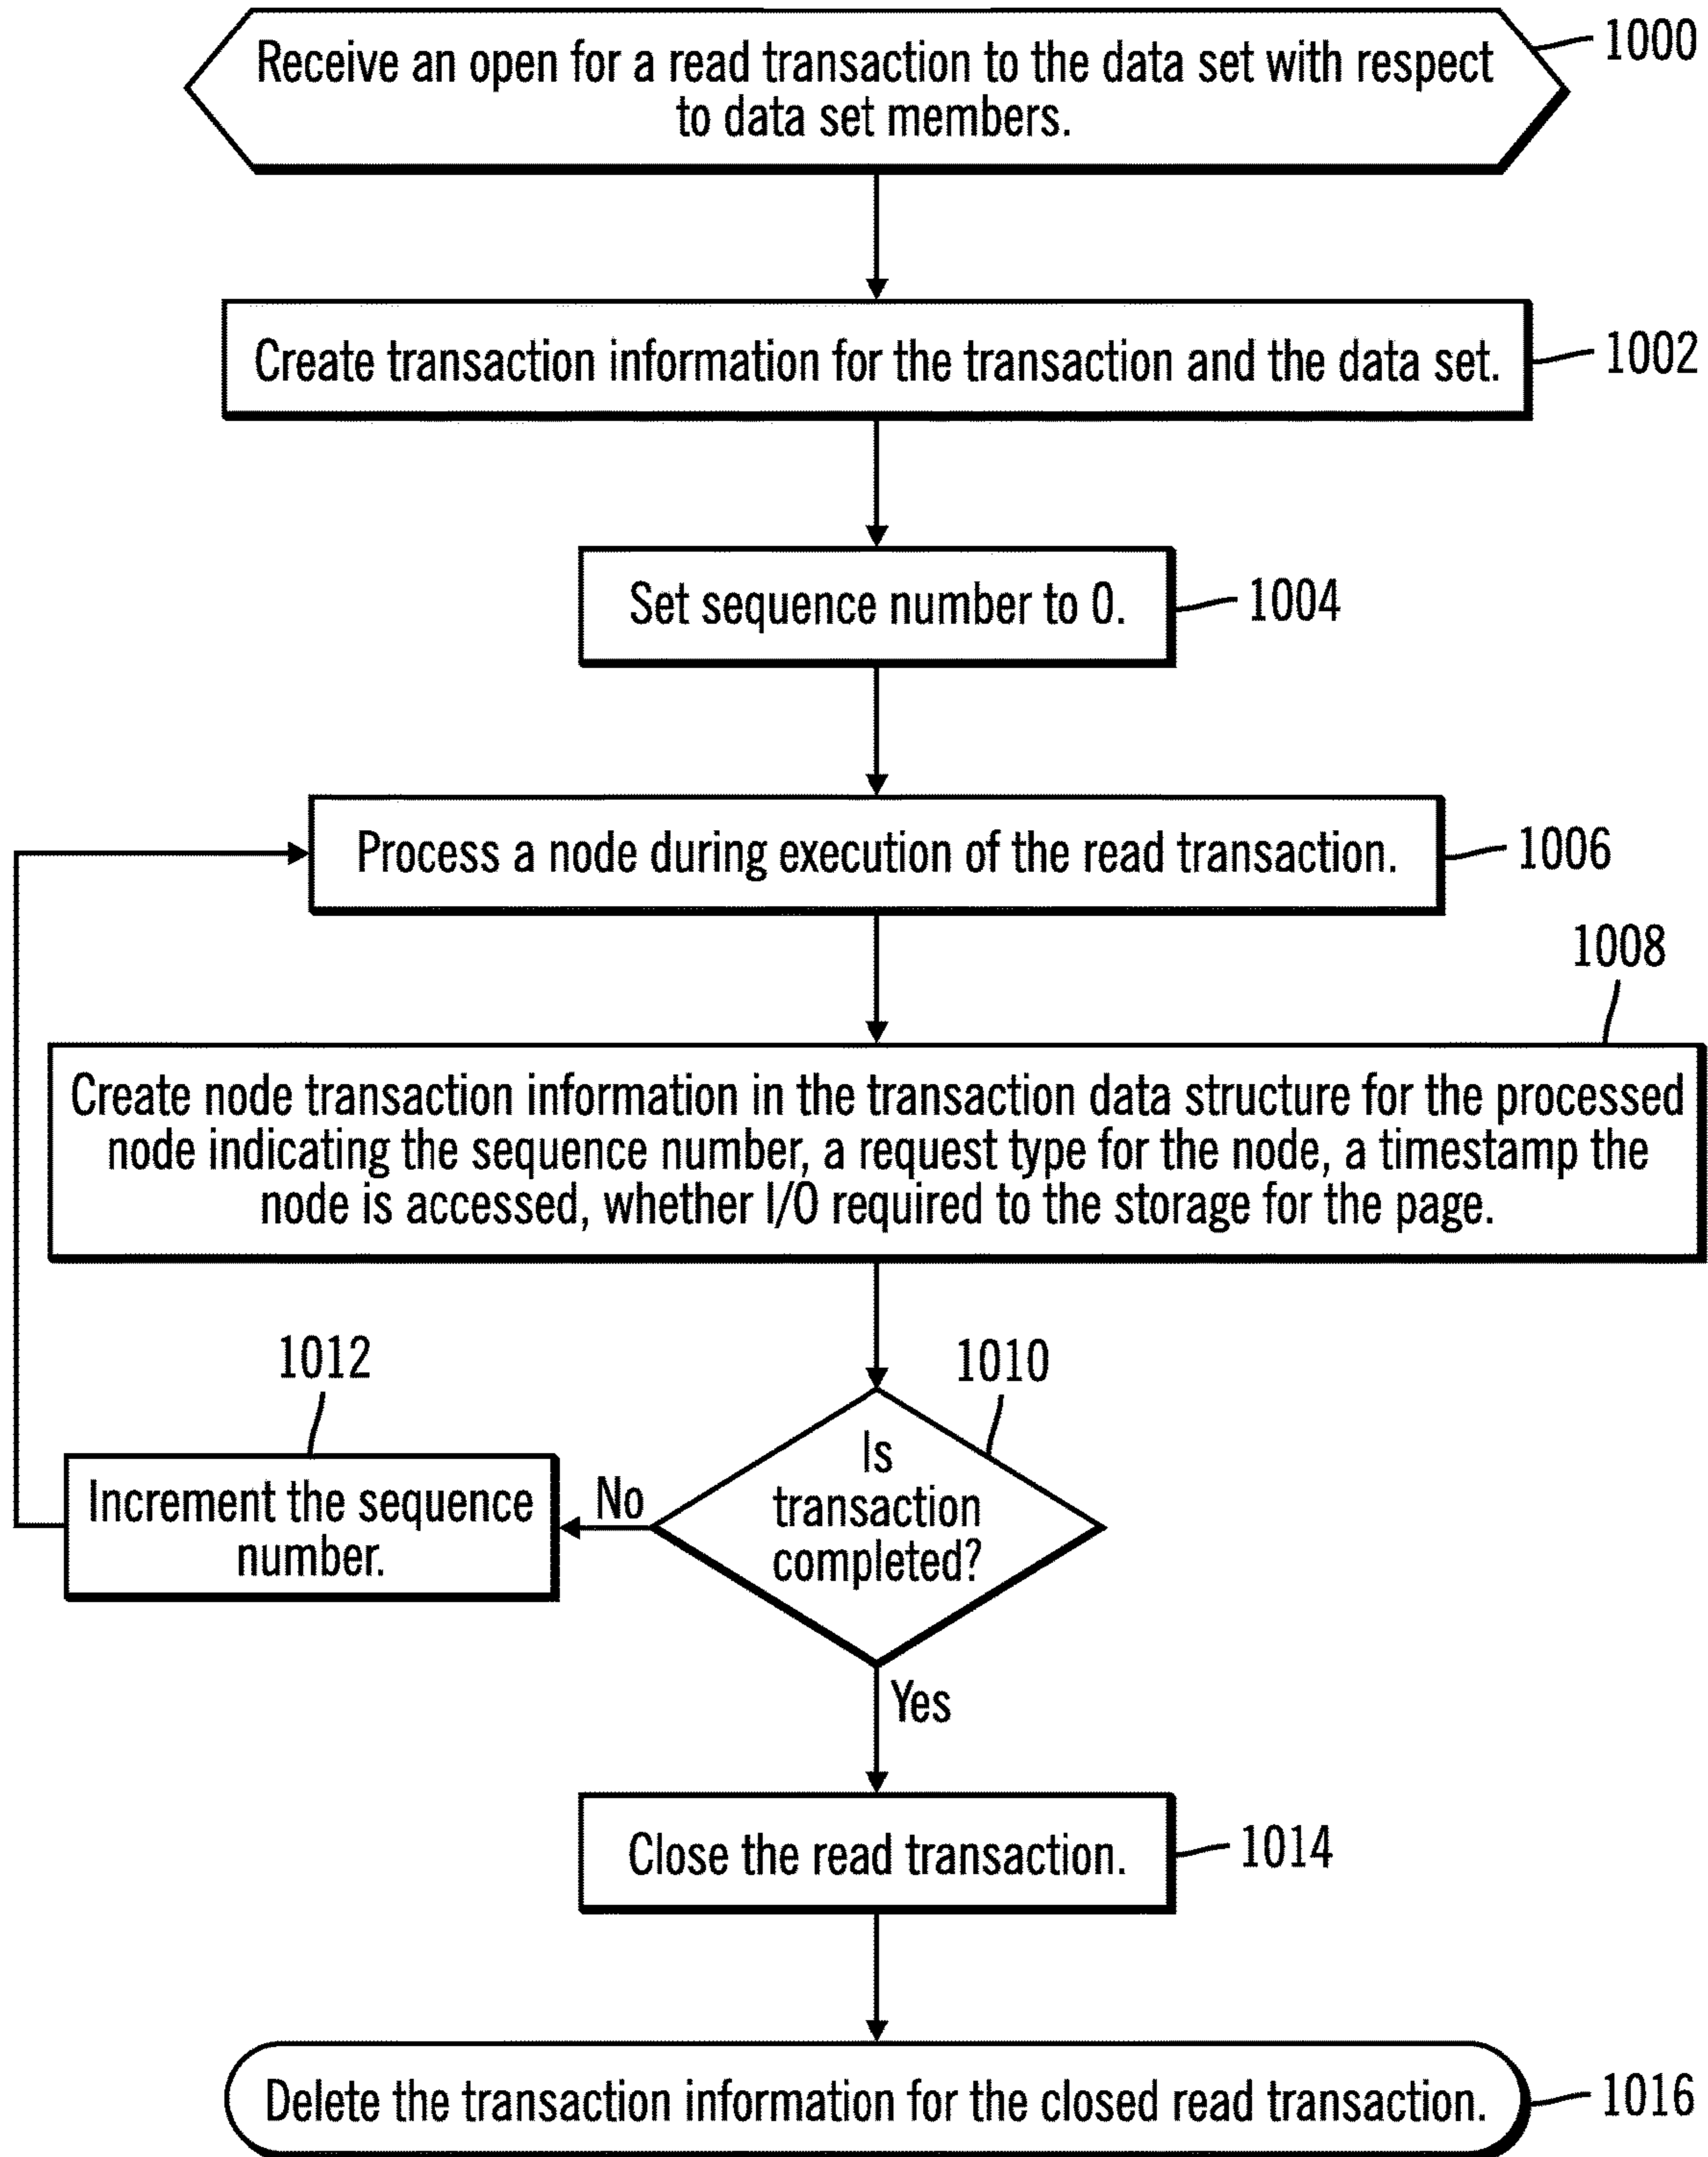 Receive an open for a read transaction to the data set with respect
to data set members.
1000
Create transaction information for the transaction and the data set.
1002
Set sequence number to 0.
1004
Process a node during execution of the read transaction.
1006
1008
Create node transaction information in the transaction data structure for the processed
node indicating the sequence number, a request type for the node, a timestamp the
node is accessed, whether I/O required to the storage for the page.
1012
Increment the sequence
number.
No
1010
Is
transaction
completed?
Yes
Close the read transaction.
1014
Delete the transaction information for the closed read transaction.
1016